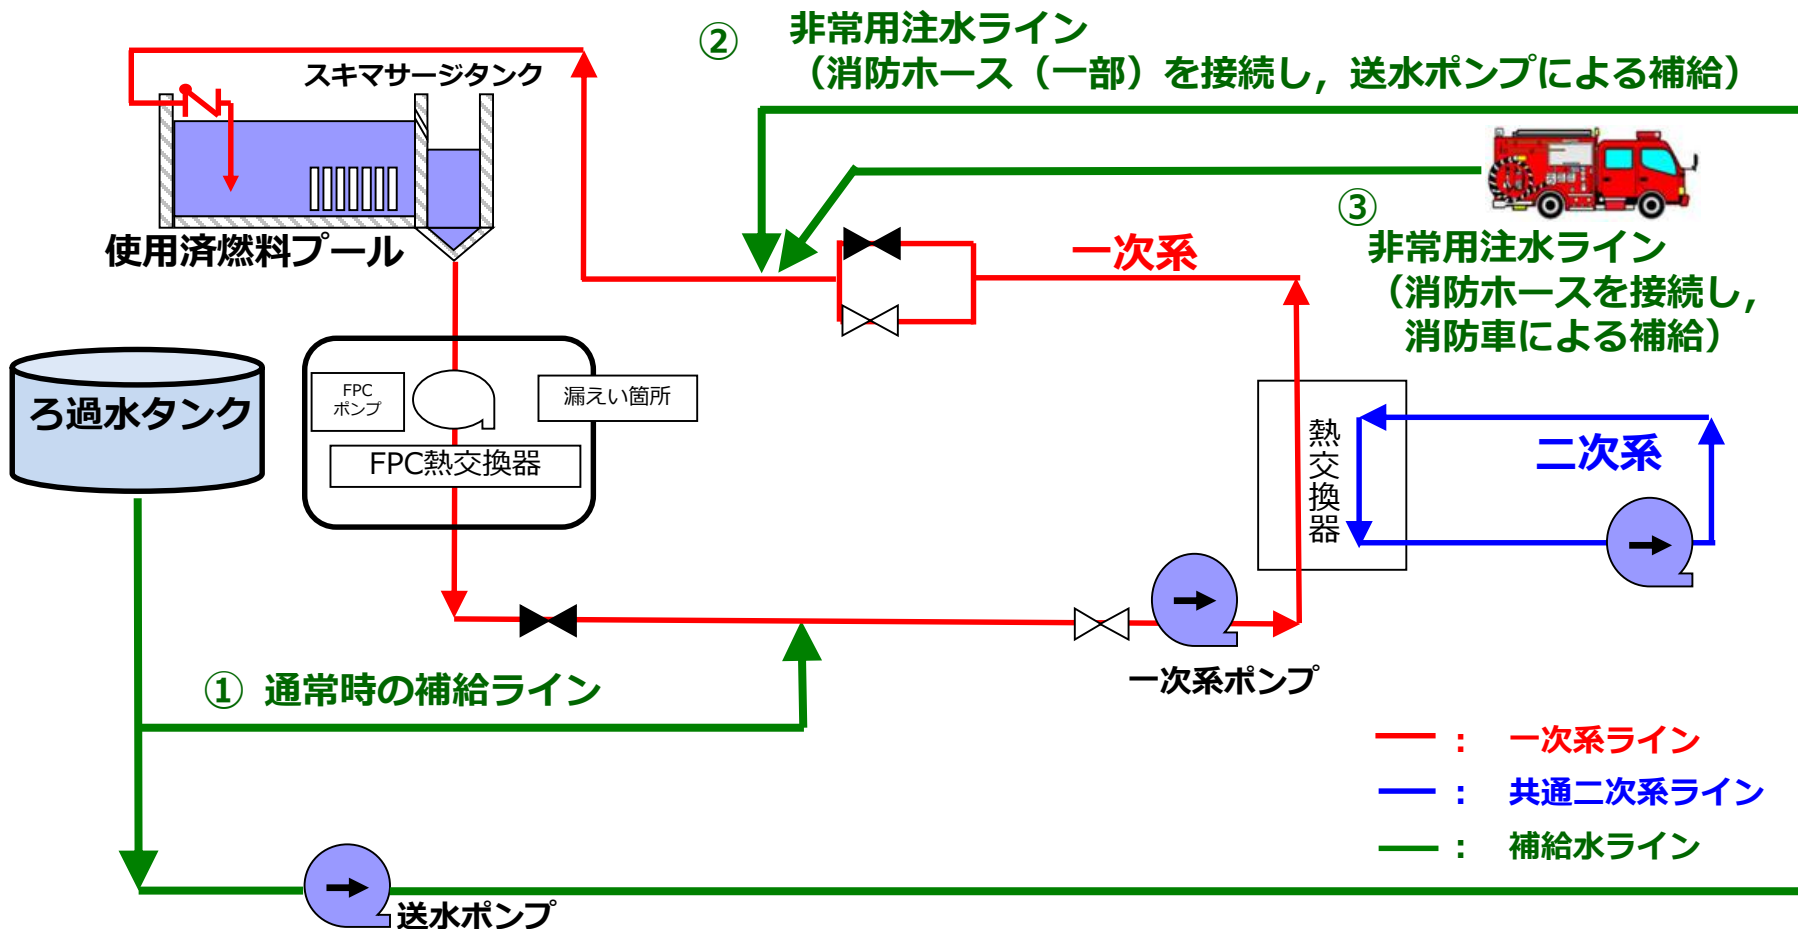 ② 非常用注水ライン
（消防ホース（一部）を接続し，送水ポンプによる補給）
スキマサージタンク
使用済燃料プール
③
非常用注水ライン
（消防ホースを接続し，
消防車による補給）
一次系
ろ過水タンク
FPC
ポンプ
漏えい箇所
FPC熱交換器
熱交換器
二次系
一次系ポンプ
① 通常時の補給ライン
： 一次系ライン
： 共通二次系ライン
： 補給水ライン
送水ポンプ